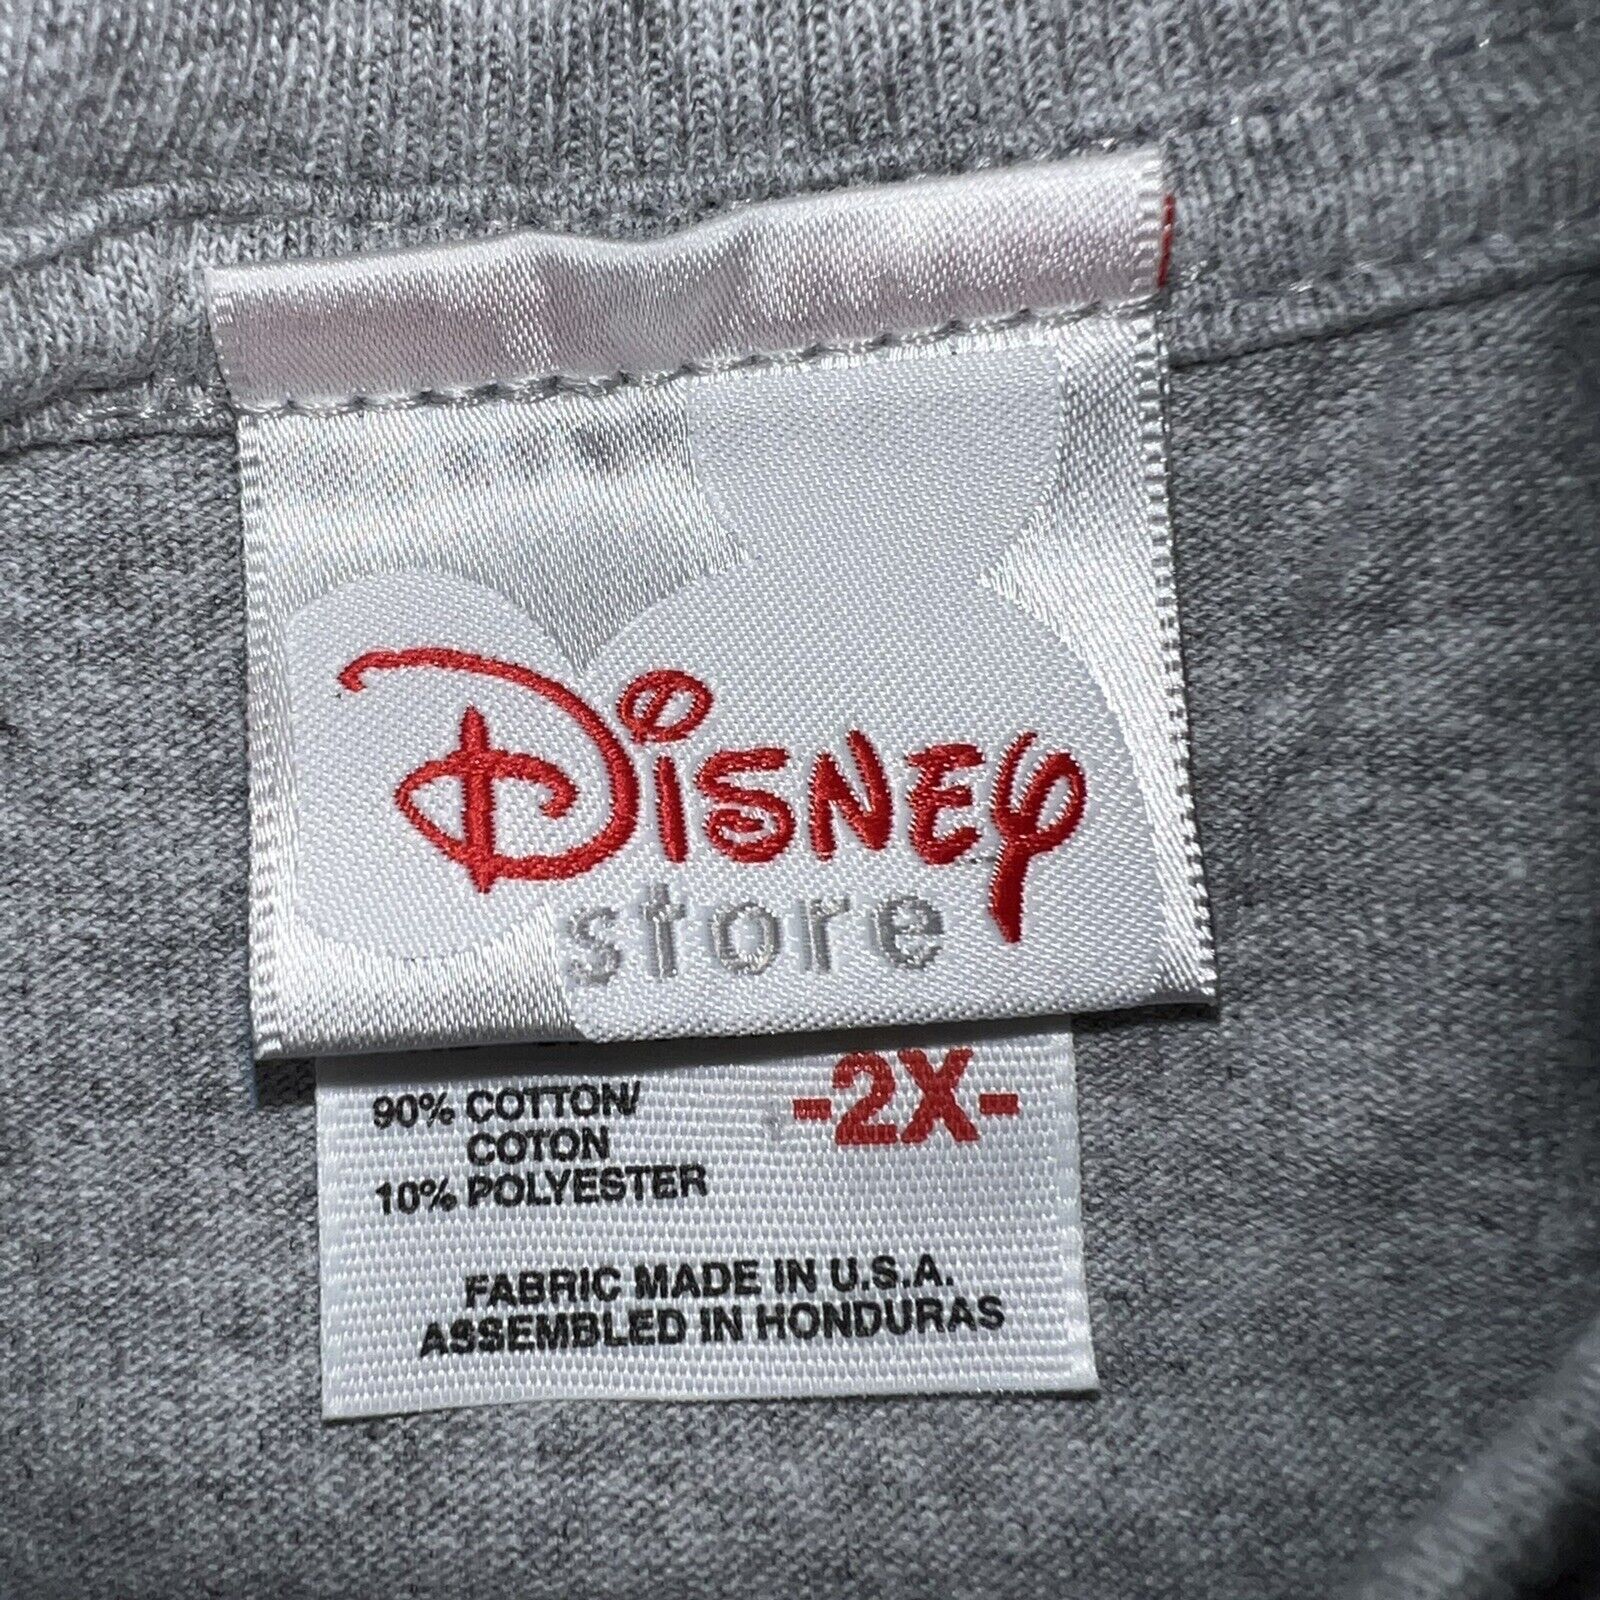 Disney
store
-2X-
90% COTTON/
COTON
10% POLYESTER
FABRIC MADE IN U.S.A.
ASSEMBLED IN HONDURAS